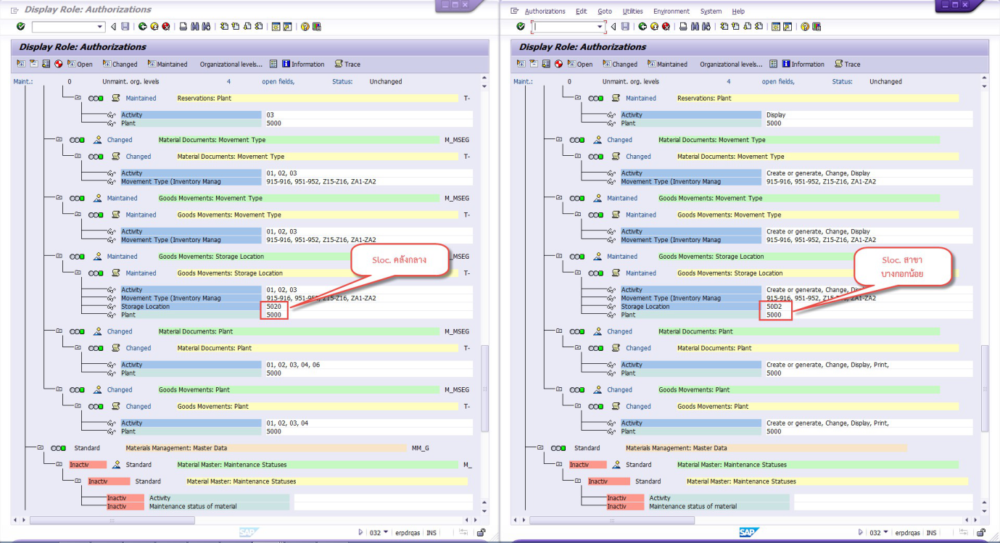 Display Role: Authorizations
Display Role: Authorizations
Open Changed Maintained Organizational levels... Information Trace
Maint.: 0 Unmaint. org. levels 4 open fields, Status: Unchanged
Maintained Reservations: Plant T-
Activity 03
Plant 5000
Changed Material Documents: Movement Type M_MSEG
Changed Material Documents: Movement Type T-
Activity 01, 02, 03
Movement Type (Inventory Manag 915-916, 951-952, Z15-Z16, ZA1-ZA2
Maintained Goods Movements: Movement Type M_MSEG
Maintained Goods Movements: Movement Type T-
Activity 01, 02, 03
Movement Type (Inventory Manag 915-916, 951-952, Z15-Z16, ZA1-ZA2
Sloc. คลังกลาง
Maintained Goods Movements: Storage Location _MSEG
Maintained Goods Movements: Storage Location T-
Activity 01, 02, 03
Movement Type (Inventory Manag 915-916, 951-952, Z15-Z16, ZA1-ZA2
Storage Location 5020
Plant 5000
Changed Material Documents: Plant M_MSEG
Changed Material Documents: Plant T-
Activity 01, 02, 03, 04, 06
Plant 5000
Changed Goods Movements: Plant M_MSEG
Changed Goods Movements: Plant T-
Activity 01, 02, 03, 04
Plant 5000
Standard Materials Management: Master Data MM_G
Inactiv Standard Material Master: Maintenance Statuses M_
Inactiv Standard Material Master: Maintenance Statuses
Inactiv Activity
Inactiv Maintenance status of material
SAP 032 erpdrqas INS
Authorizations Edit Goto Utilities Environment System Help
Display Role: Authorizations
Open Changed Maintained Organizational levels... Information Trace
Maint.: 0 Unmaint. org. levels 4 open fields, Status: Unchanged
Maintained Reservations: Plant
Activity Display
Plant 5000
Changed Material Documents: Movement Type
Changed Material Documents: Movement Type
Activity Create or generate, Change, Display
Movement Type (Inventory Manag 915-916, 951-952, Z15-Z16, ZA1-ZA2
Maintained Goods Movements: Movement Type
Maintained Goods Movements: Movement Type
Activity Create or generate, Change, Display
Movement Type (Inventory Manag 915-916, 951-952, Z15-Z16, ZA1-ZA2
Sloc. สาขา
บางกอกน้อย
Maintained Goods Movements: Storage Location
Maintained Goods Movements: Storage Location
Activity Create or generate, Change, Display
Movement Type (Inventory Manag 915-916, 951-952, Z15-Z16, ZA1-ZA2
Storage Location 50D2
Plant 5000
Changed Material Documents: Plant
Changed Material Documents: Plant
Activity Create or generate, Change, Display, Print,
Plant 5000
Changed Goods Movements: Plant
Changed Goods Movements: Plant
Activity Create or generate, Change, Display, Print,
Plant 5000
Standard Materials Management: Master Data
Inactiv Standard Material Master: Maintenance Statuses
Inactiv Standard Material Master: Maintenance Statuses
Inactiv Activity
Inactiv Maintenance status of material
SAP 032 erpdrqas INS